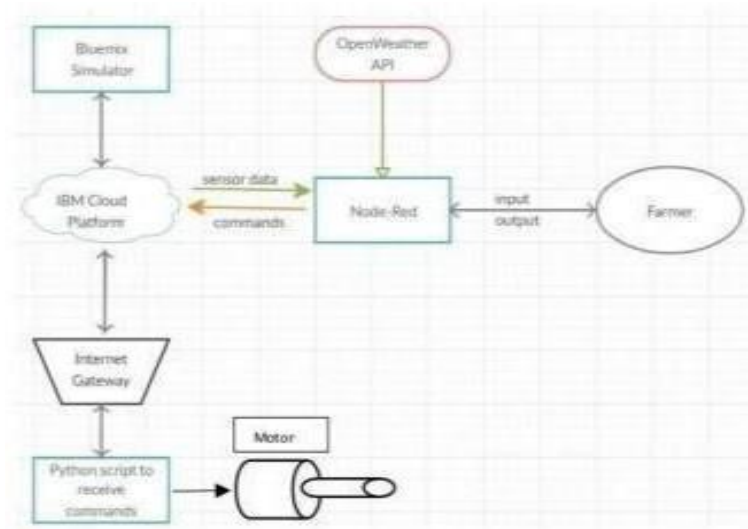 Bluemix
Simulator
OpenWeather
API
IBM Cloud
Platform
sensor data
commands
Node-Red
input
output
Farmer
Internet
Gateway
Motor
Python script to
receive
commands